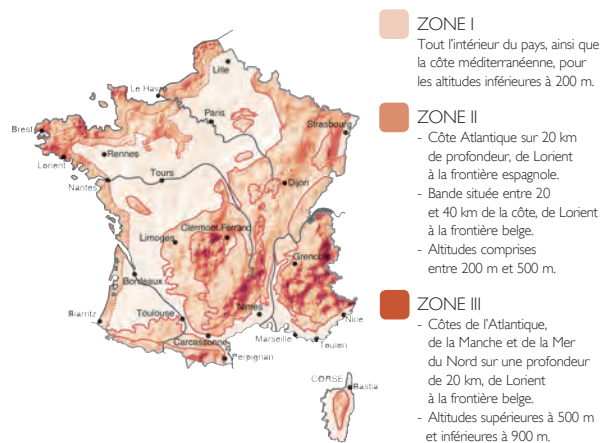 Lille
Le Havre
Paris
Strasbourg
Brest
Rennes
Lorient
Tours
Nantes
Dijon
Clermont-Ferrand
Limoges
Grenoble
Bordeaux
Biarritz
Toulouse
Nimes
Nice
Marseille
Toulon
Carcassonne
Perpignan
CORSE
Bastia
ZONE I
Tout l'intérieur du pays, ainsi que
la côte méditerranéenne, pour
les altitudes inférieures à 200 m.
ZONE II
- Côte Atlantique sur 20 km
de profondeur, de Lorient
à la frontière espagnole.
- Bande située entre 20
et 40 km de la côte, de Lorient
à la frontière belge.
- Altitudes comprises
entre 200 m et 500 m.
ZONE III
- Côtes de l'Atlantique,
de la Manche et de la Mer
du Nord sur une profondeur
de 20 km, de Lorient
à la frontière belge.
- Altitudes supérieures à 500 m
et inférieures à 900 m.